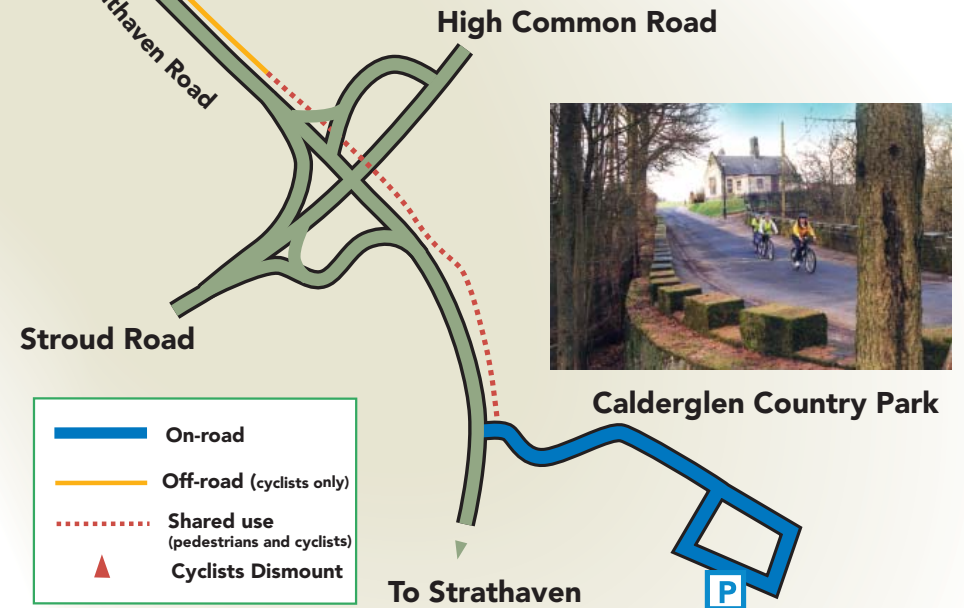 High Common Road
thaven Road
Stroud Road
Calderglen Country Park
On-road
Off-road (cyclists only)
Shared use
(pedestrians and cyclists)
Cyclists Dismount
To Strathaven
P